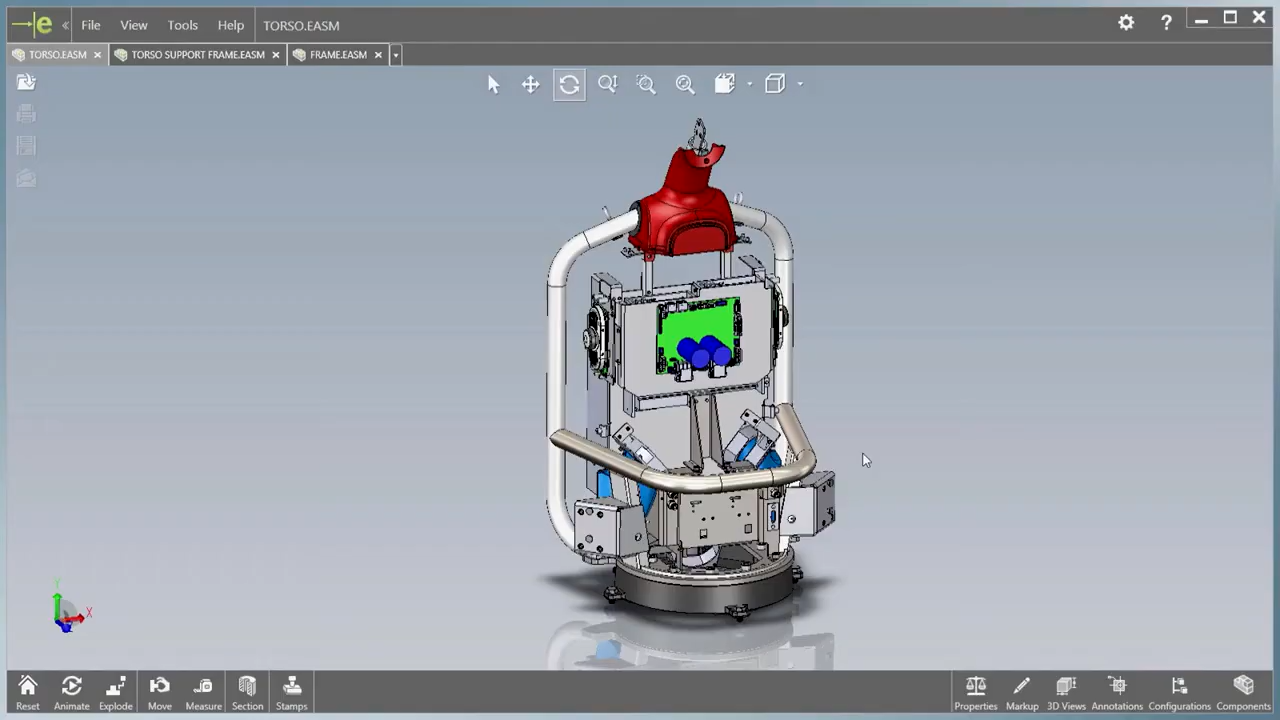 e « File View Tools Help TORSO.EASM
TORSO.EASM × TORSO SUPPORT FRAME.EASM × FRAME.EASM ×
Y
X
Reset Animate Explode Move Measure Section Stamps Properties Markup 3D Views Annotations Configurations Components